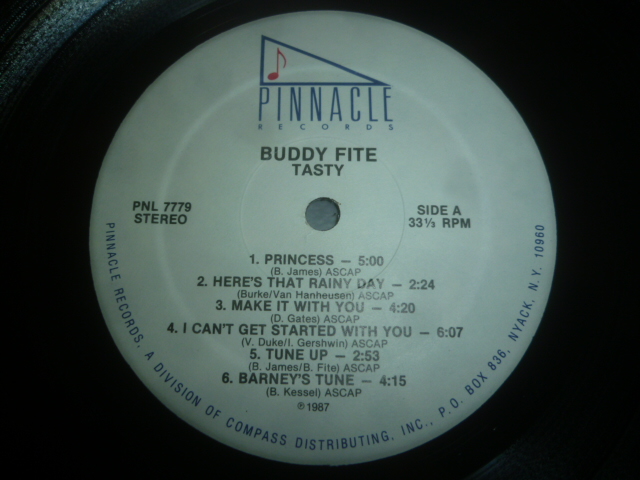 PINNACLE
RECORDS
BUDDY FITE
TASTY
PNL 7779
STEREO
SIDE A
33⅓ RPM
1. PRINCESS — 5:00
(B. James) ASCAP
2. HERE'S THAT RAINY DAY — 2:24
(Burke/Van Hanheusen) ASCAP
3. MAKE IT WITH YOU — 4:20
(D. Gates) ASCAP
4. I CAN'T GET STARTED WITH YOU — 6:07
(V. Duke/I. Gershwin) ASCAP
5. TUNE UP — 2:53
(B. James/B. Fite) ASCAP
6. BARNEY'S TUNE — 4:15
(B. Kessel) ASCAP
℗ 1987
PINNACLE RECORDS, A DIVISION OF COMPASS DISTRIBUTING, INC., P.O. BOX 836, NYACK, N.Y. 10960